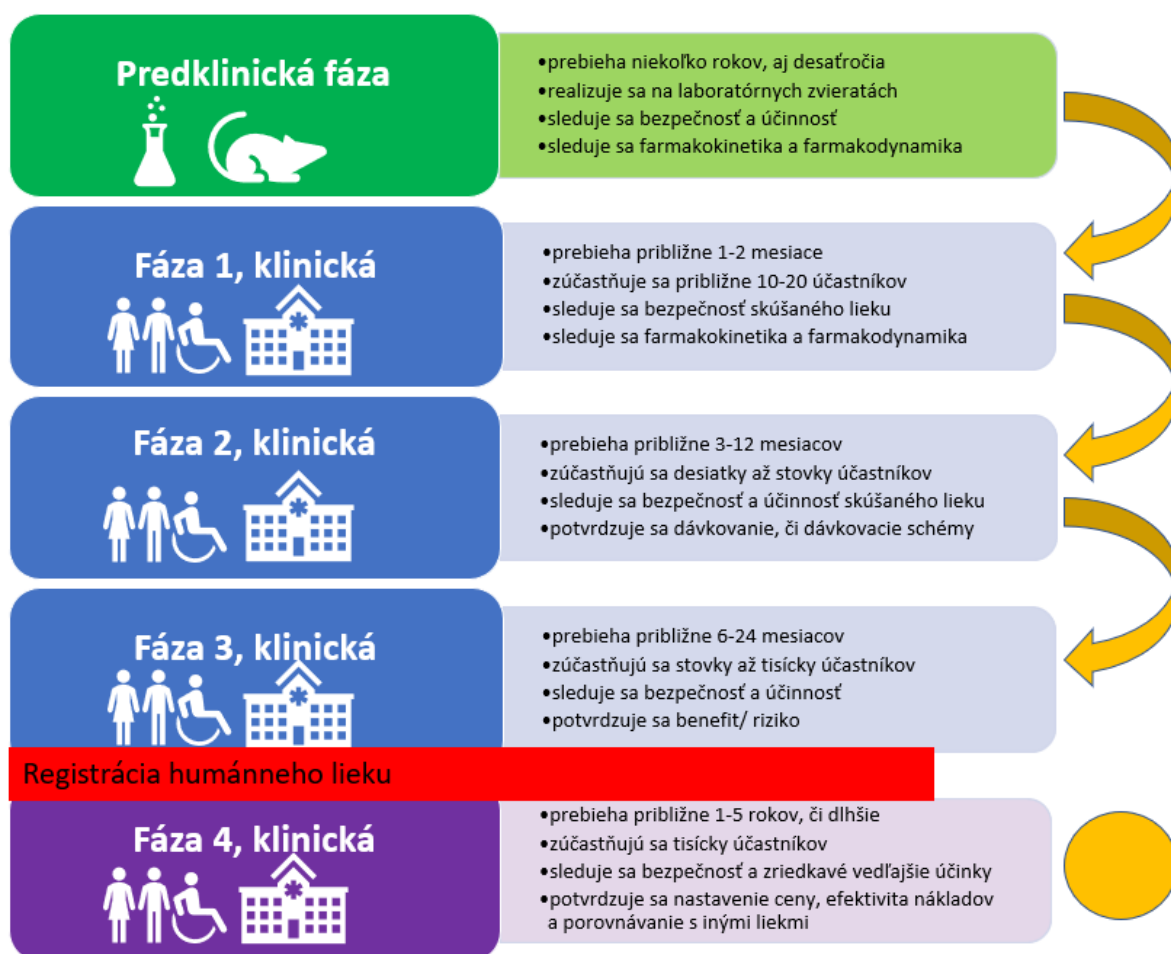 Predklinická fáza
•prebieha niekoľko rokov, aj desaťročia
•realizuje sa na laboratórnych zvieratách
•sleduje sa bezpečnosť a účinnosť
•sleduje sa farmakokinetika a farmakodynamika
Fáza 1, klinická
•prebieha približne 1-2 mesiace
•zúčastňuje sa približne 10-20 účastníkov
•sleduje sa bezpečnosť skúšaného lieku
•sleduje sa farmakokinetika a farmakodynamika
Fáza 2, klinická
•prebieha približne 3-12 mesiacov
•zúčastňujú sa desiatky až stovky účastníkov
•sleduje sa bezpečnosť a účinnosť skúšaného lieku
•potvrdzuje sa dávkovanie, či dávkovacie schémy
Fáza 3, klinická
•prebieha približne 6-24 mesiacov
•zúčastňujú sa stovky až tisícky účastníkov
•sleduje sa bezpečnosť a účinnosť
•potvrdzuje sa benefit/ riziko
Registrácia humánneho lieku
Fáza 4, klinická
•prebieha približne 1-5 rokov, či dlhšie
•zúčastňujú sa tisícky účastníkov
•sleduje sa bezpečnosť a zriedkavé vedľajšie účinky
•potvrdzuje sa nastavenie ceny, efektivita nákladov
a porovnávanie s inými liekmi